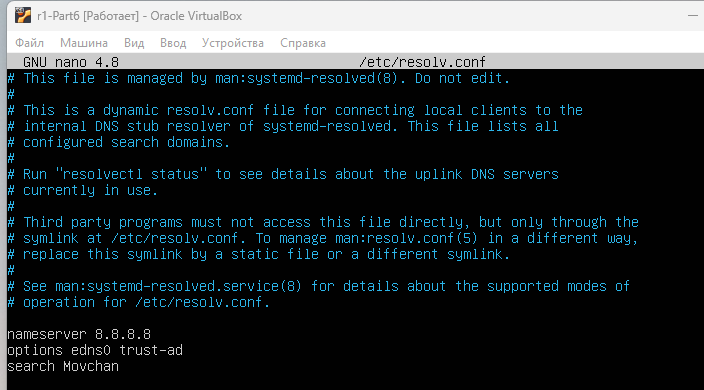 r1-Part6 [Работает] - Oracle VirtualBox
Файл Машина Вид Ввод Устройства Справка
GNU nano 4.8 /etc/resolv.conf
# This file is managed by man:systemd-resolved(8). Do not edit.
#
# This is a dynamic resolv.conf file for connecting local clients to the
# internal DNS stub resolver of systemd-resolved. This file lists all
# configured search domains.
#
# Run "resolvectl status" to see details about the uplink DNS servers
# currently in use.
#
# Third party programs must not access this file directly, but only through the
# symlink at /etc/resolv.conf. To manage man:resolv.conf(5) in a different way,
# replace this symlink by a static file or a different symlink.
#
# See man:systemd-resolved.service(8) for details about the supported modes of
# operation for /etc/resolv.conf.
nameserver 8.8.8.8
options edns0 trust-ad
search Movchan